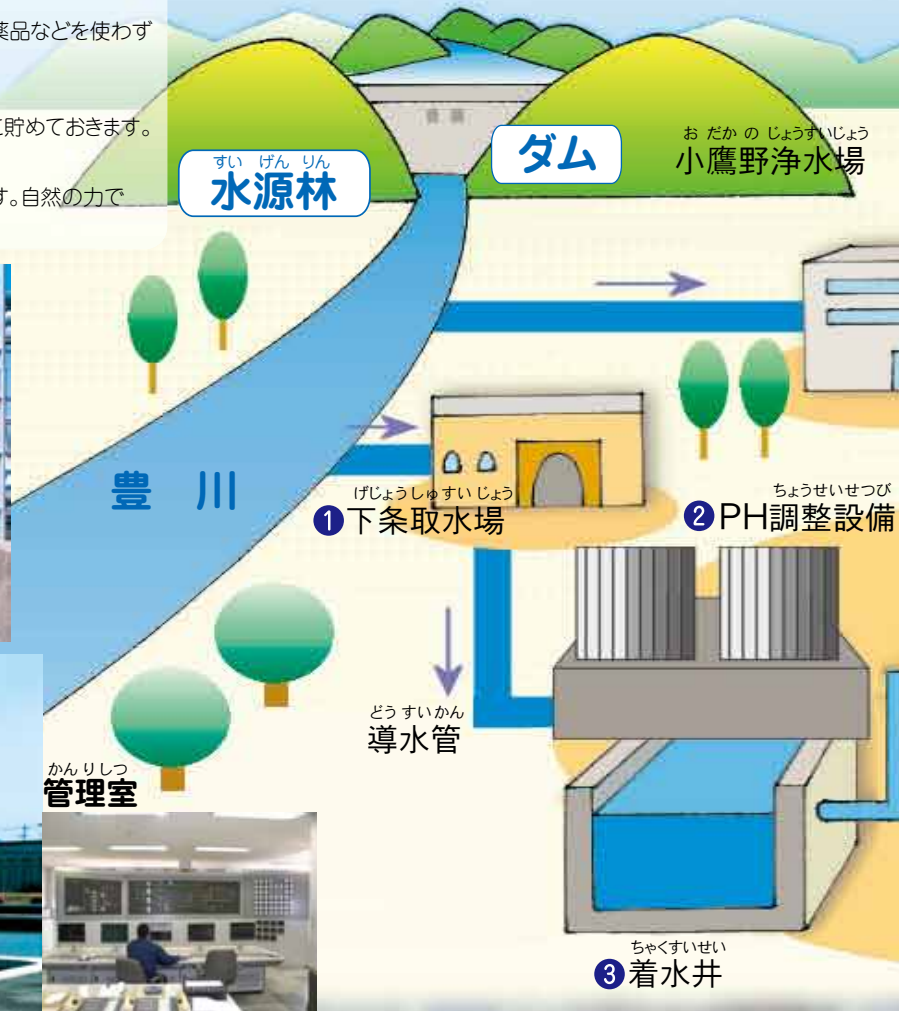 薬品などを使わず
に貯めておきます。
す。自然の力で
すいげんりん
水源林
ダム
おだかのじょうすいじょう
小鷹野浄水場
豊川
げじょうしゅすいじょう
❶下条取水場
ちょうせいせつび
❷PH調整設備
どうすいかん
導水管
かんりしつ
管理室
ちゃくすいせい
❸着水井